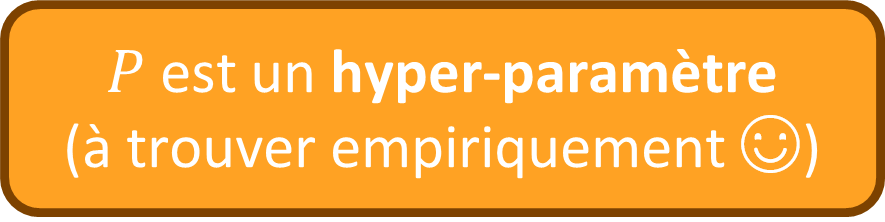 P est un hyper-paramètre
(à trouver empiriquement ☺)